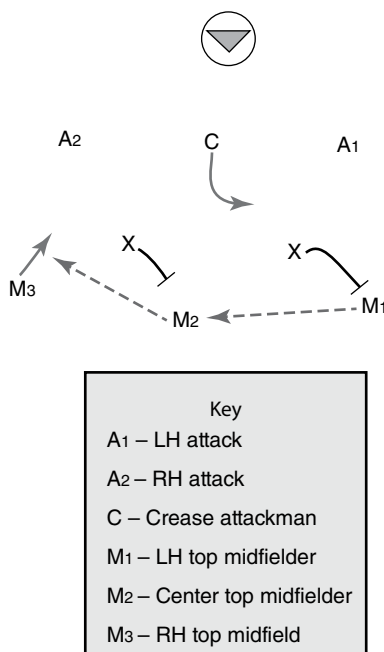 A2 C A1
X X
M3 M2 M1
Key
A1 – LH attack
A2 – RH attack
C – Crease attackman
M1 – LH top midfielder
M2 – Center top midfielder
M3 – RH top midfield